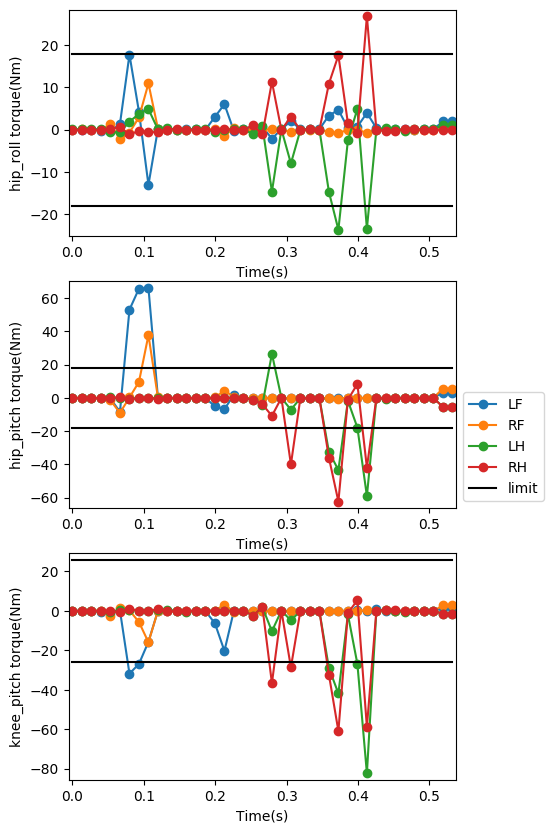 20
10
0
−10
−20
hip_roll torque(Nm)
0.0 0.1 0.2 0.3 0.4 0.5
Time(s)
60
40
20
0
−20
−40
−60
hip_pitch torque(Nm)
0.0 0.1 0.2 0.3 0.4 0.5
Time(s)
LF
RF
LH
RH
limit
20
0
−20
−40
−60
−80
knee_pitch torque(Nm)
0.0 0.1 0.2 0.3 0.4 0.5
Time(s)